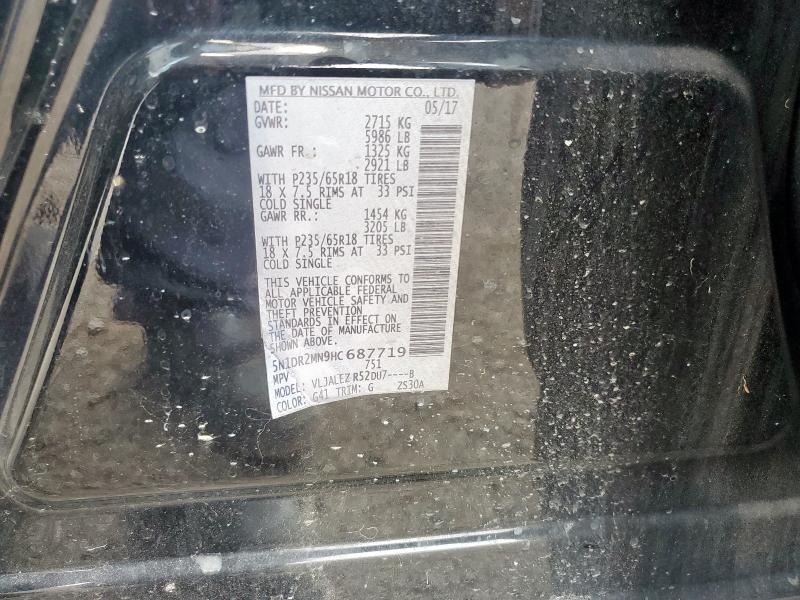 MFD BY NISSAN MOTOR CO., LTD.
DATE: 05/17
GVWR: 2715 KG
5986 LB
GAWR FR.: 1325 KG
2921 LB
WITH P235/65R18 TIRES
18 X 7.5 RIMS AT 33 PSI
COLD SINGLE
GAWR RR.: 1454 KG
3205 LB
WITH P235/65R18 TIRES
18 X 7.5 RIMS AT 33 PSI
COLD SINGLE
THIS VEHICLE CONFORMS TO
ALL APPLICABLE FEDERAL
MOTOR VEHICLE SAFETY AND
THEFT PREVENTION
STANDARDS IN EFFECT ON
THE DATE OF MANUFACTURE
SHOWN ABOVE.
5N1DR2MN9HC687719
MPV 751
MODEL: VLJALEZ R52DU7----B
COLOR: G41 TRIM: G ZS30A